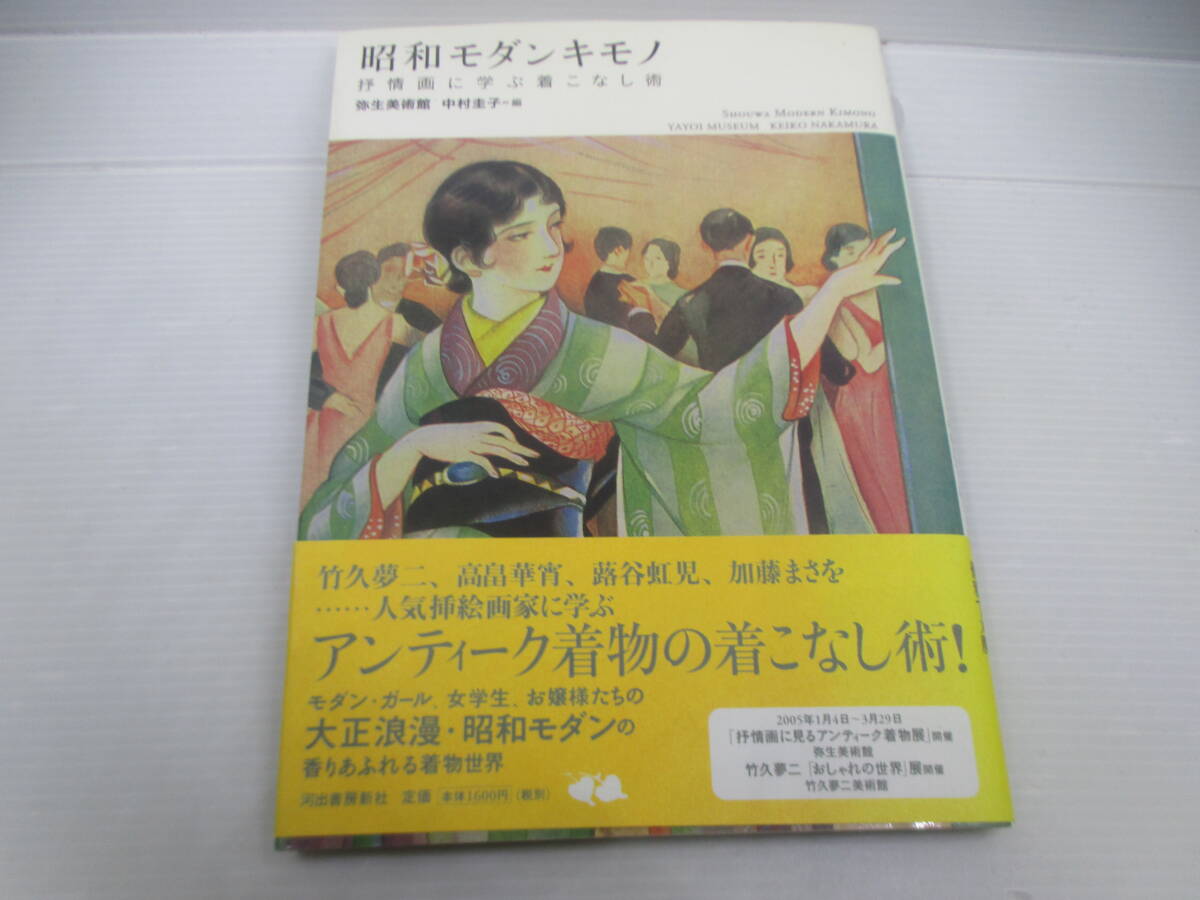 昭和モダンキモノ
抒情画に学ぶ着こなし術
弥生美術館 中村圭子-編
SHOUWA MODERN KIMONO
YAYOI MUSEUM KEIKO NAKAMURA
竹久夢二、高畠華宵、蕗谷虹児、加藤まさを
……人気挿絵画家に学ぶ
アンティーク着物の着こなし術!
モダン・ガール、女学生、お嬢様たちの
大正浪漫・昭和モダンの
香りあふれる着物世界
河出書房新社 定価 本体1600円(税別)
2005年1月4日~3月29日
「抒情画に見るアンティーク着物展」開催
弥生美術館
竹久夢二「おしゃれの世界」展開催
竹久夢二美術館